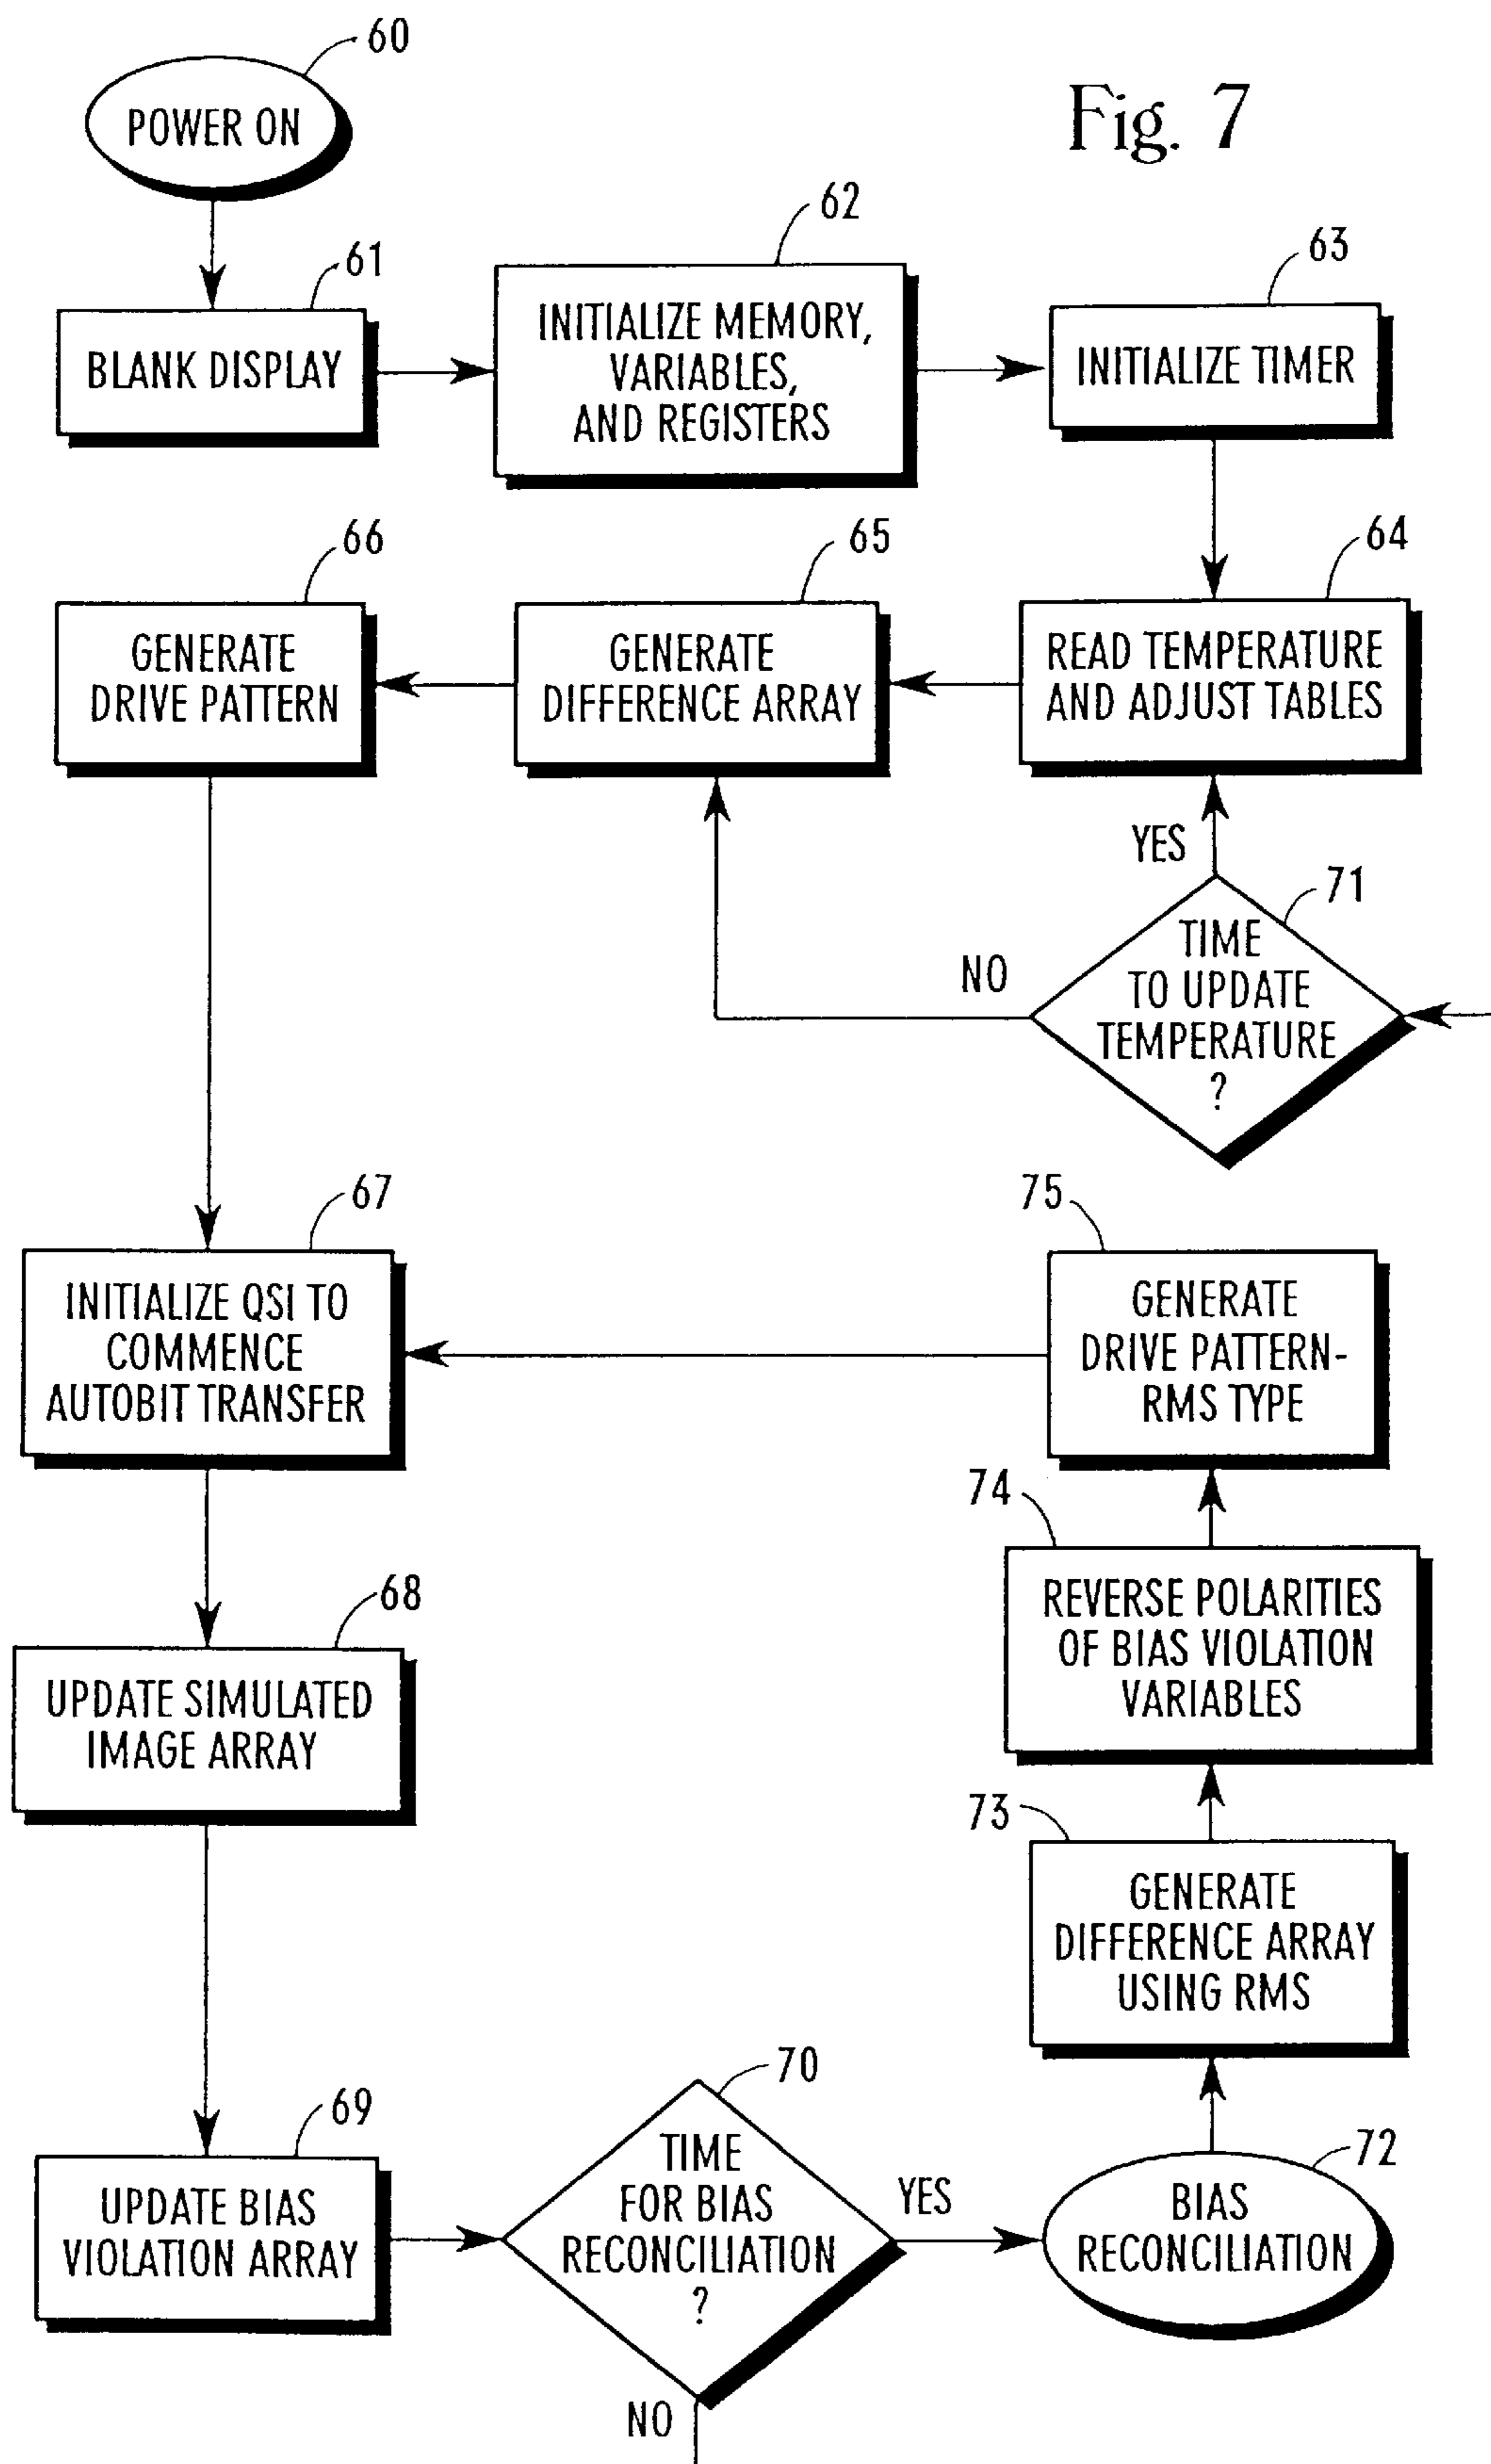 60
POWER ON
Fig. 7
61
BLANK DISPLAY
62
INITIALIZE MEMORY,
VARIABLES,
AND REGISTERS
63
INITIALIZE TIMER
66
GENERATE
DRIVE PATTERN
65
GENERATE
DIFFERENCE ARRAY
64
READ TEMPERATURE
AND ADJUST TABLES
YES
71
TIME
TO UPDATE
TEMPERATURE
?
NO
67
INITIALIZE QSI TO
COMMENCE
AUTOBIT TRANSFER
75
GENERATE
DRIVE PATTERN-
RMS TYPE
74
REVERSE POLARITIES
OF BIAS VIOLATION
VARIABLES
68
UPDATE SIMULATED
IMAGE ARRAY
73
GENERATE
DIFFERENCE ARRAY
USING RMS
69
UPDATE BIAS
VIOLATION ARRAY
70
TIME
FOR BIAS
RECONCILIATION
?
YES
72
BIAS
RECONCILIATION
NO